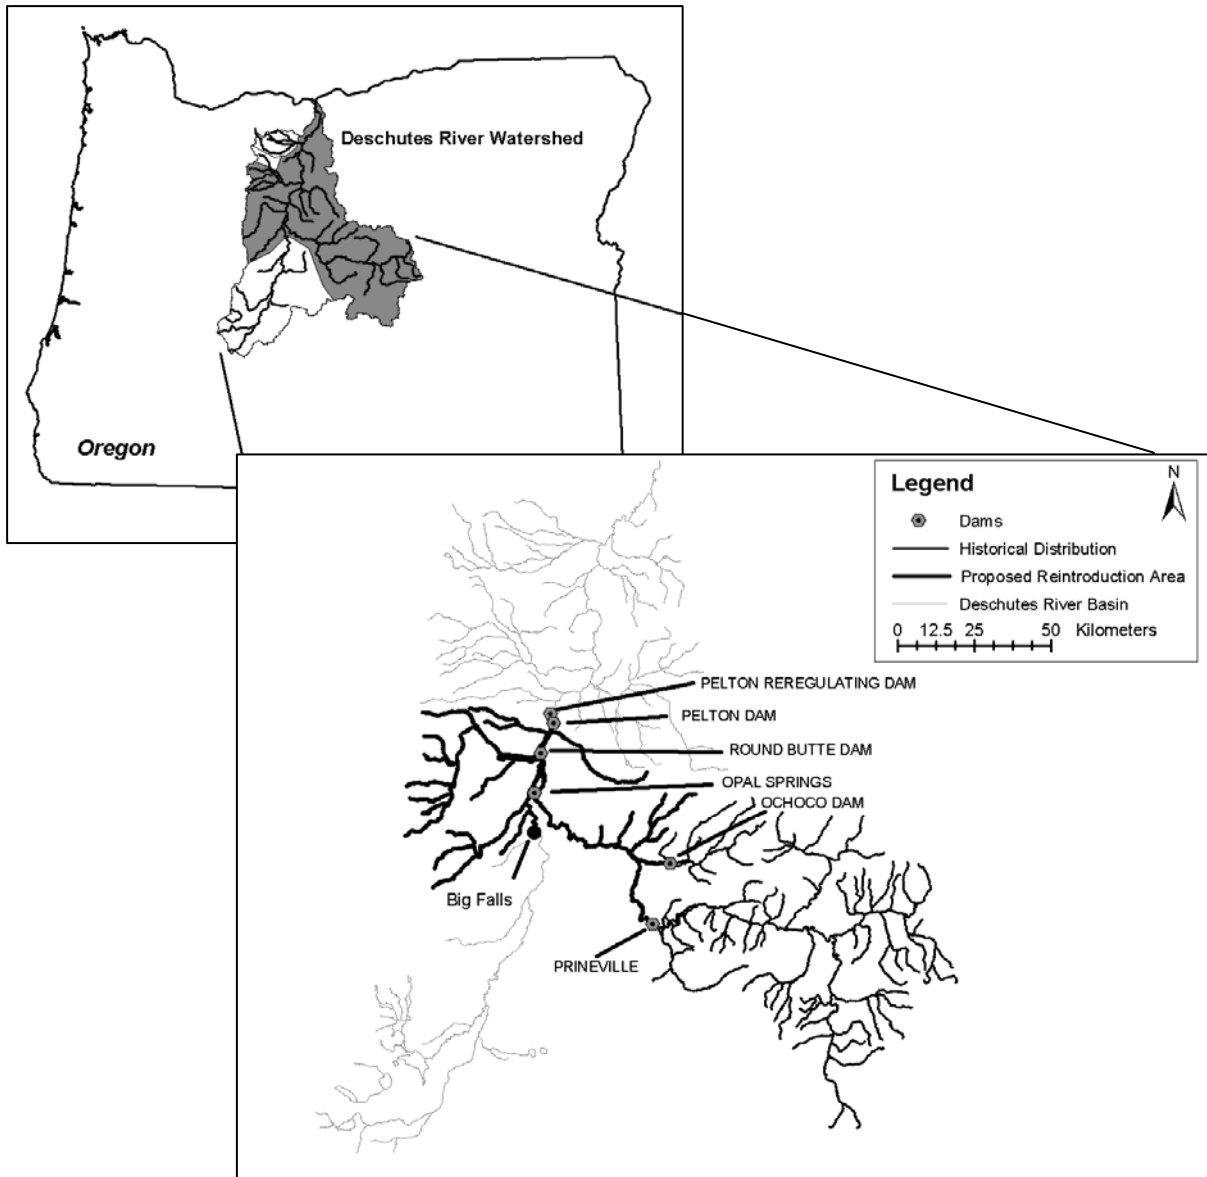 Deschutes River Watershed
Oregon
Legend
N
Dams
Historical Distribution
Proposed Reintroduction Area
Deschutes River Basin
0 12.5 25 50 Kilometers
PELTON REREGULATING DAM
PELTON DAM
ROUND BUTTE DAM
OPAL SPRINGS
OCHOCO DAM
Big Falls
PRINEVILLE